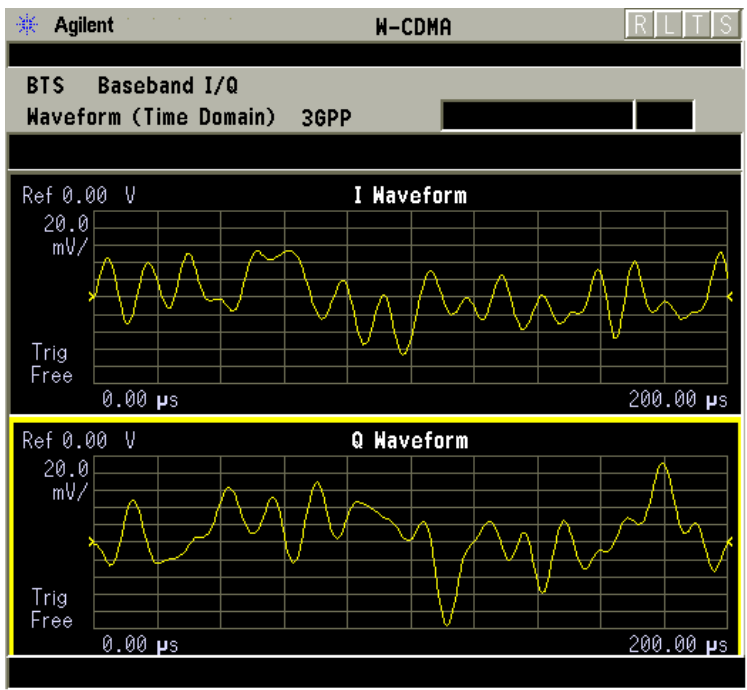 Agilent W-CDMA R L T S
BTS Baseband I/Q
Waveform (Time Domain) 3GPP
Ref 0.00 V I Waveform
20.0
mV/
Trig
Free
0.00 µs 200.00 µs
Ref 0.00 V Q Waveform
20.0
mV/
Trig
Free
0.00 µs 200.00 µs